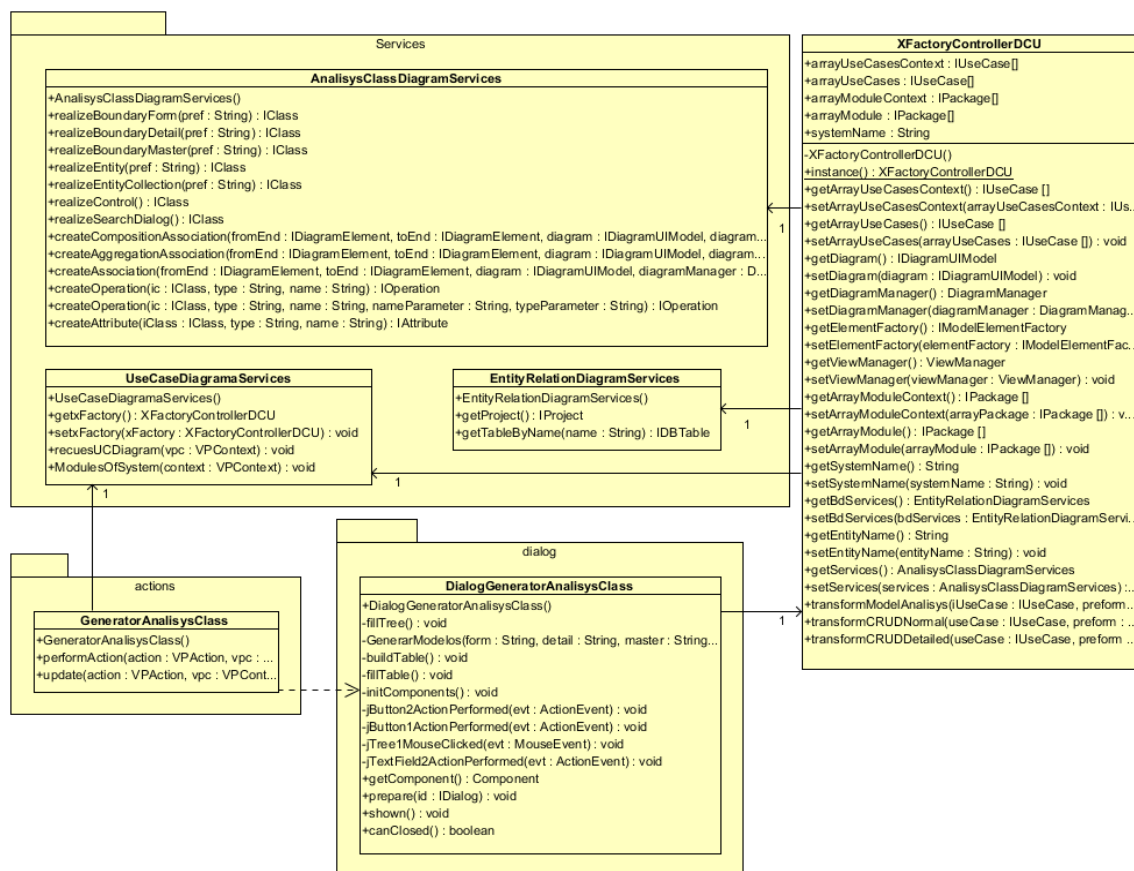 Services
AnalisysClassDiagramServices
+AnalisysClassDiagramServices()
+realizeBoundaryForm(pref : String) : IClass
+realizeBoundaryDetail(pref : String) : IClass
+realizeBoundaryMaster(pref : String) : IClass
+realizeEntity(pref : String) : IClass
+realizeEntityCollection(pref : String) : IClass
+realizeControl() : IClass
+realizeSearchDialog() : IClass
+createCompositionAssociation(fromEnd : IDiagramElement, toEnd : IDiagramElement, diagram : IDiagramUIModel, diagram...
+createAggregationAssociation(fromEnd : IDiagramElement, toEnd : IDiagramElement, diagram : IDiagramUIModel, diagram...
+createAssociation(fromEnd : IDiagramElement, toEnd : IDiagramElement, diagram : IDiagramUIModel, diagramManager : D...
+createOperation(ic : IClass, type : String, name : String) : IOperation
+createOperation(ic : IClass, type : String, name : String, nameParameter : String, typeParameter : String) : IOperation
+createAttribute(iClass : IClass, type : String, name : String) : IAttribute
UseCaseDiagramaServices
+UseCaseDiagramaServices()
+getxFactory() : XFactoryControllerDCU
+setxFactory(xFactory : XFactoryControllerDCU) : void
+recuesUCDiagram(vpc : VPContext) : void
+ModulesOfSystem(context : VPContext) : void
EntityRelationDiagramServices
+EntityRelationDiagramServices()
+getProject() : IProject
+getTableByName(name : String) : IDBTable
XFactoryControllerDCU
+arrayUseCasesContext : IUseCase[]
+arrayUseCases : IUseCase[]
+arrayModuleContext : IPackage[]
+arrayModule : IPackage[]
+systemName : String
-XFactoryControllerDCU()
+instance() : XFactoryControllerDCU
+getArrayUseCasesContext() : IUseCase []
+setArrayUseCasesContext(arrayUseCasesContext : IUs...
+getArrayUseCases() : IUseCase []
+setArrayUseCases(arrayUseCases : IUseCase []) : void
+getDiagram() : IDiagramUIModel
+setDiagram(diagram : IDiagramUIModel) : void
+getDiagramManager() : DiagramManager
+setDiagramManager(diagramManager : DiagramManag...
+getElementFactory() : IModelElementFactory
+setElementFactory(elementFactory : IModelElementFac...
+getViewManager() : ViewManager
+setViewManager(viewManager : ViewManager) : void
+getArrayModuleContext() : IPackage []
+setArrayModuleContext(arrayPackage : IPackage []) : v...
+getArrayModule() : IPackage []
+setArrayModule(arrayModule : IPackage []) : void
+getSystemName() : String
+setSystemName(systemName : String) : void
+getBdServices() : EntityRelationDiagramServices
+setBdServices(bdServices : EntityRelationDiagramServi...
+getEntityName() : String
+setEntityName(entityName : String) : void
+getServices() : AnalisysClassDiagramServices
+setServices(services : AnalisysClassDiagramServices) :...
+transformModelAnalisys(iUseCase : IUseCase, preform...
+transformCRUDNormal(useCase : IUseCase, preform : ...
+transformCRUDDetailed(useCase : IUseCase, preform ...
1
1
1
1
1
actions
GeneratorAnalisysClass
+GeneratorAnalisysClass()
+performAction(action : VPAction, vpc : ...
+update(action : VPAction, vpc : VPCont...
dialog
DialogGeneratorAnalisysClass
+DialogGeneratorAnalisysClass()
-fillTree() : void
-GenerarModelos(form : String, detail : String, master : String...
-buildTable() : void
-fillTable() : void
-initComponents() : void
-jButton2ActionPerformed(evt : ActionEvent) : void
-jButton1ActionPerformed(evt : ActionEvent) : void
-jTree1MouseClicked(evt : MouseEvent) : void
-jTextField2ActionPerformed(evt : ActionEvent) : void
+getComponent() : Component
+prepare(id : IDialog) : void
+shown() : void
+canClosed() : boolean